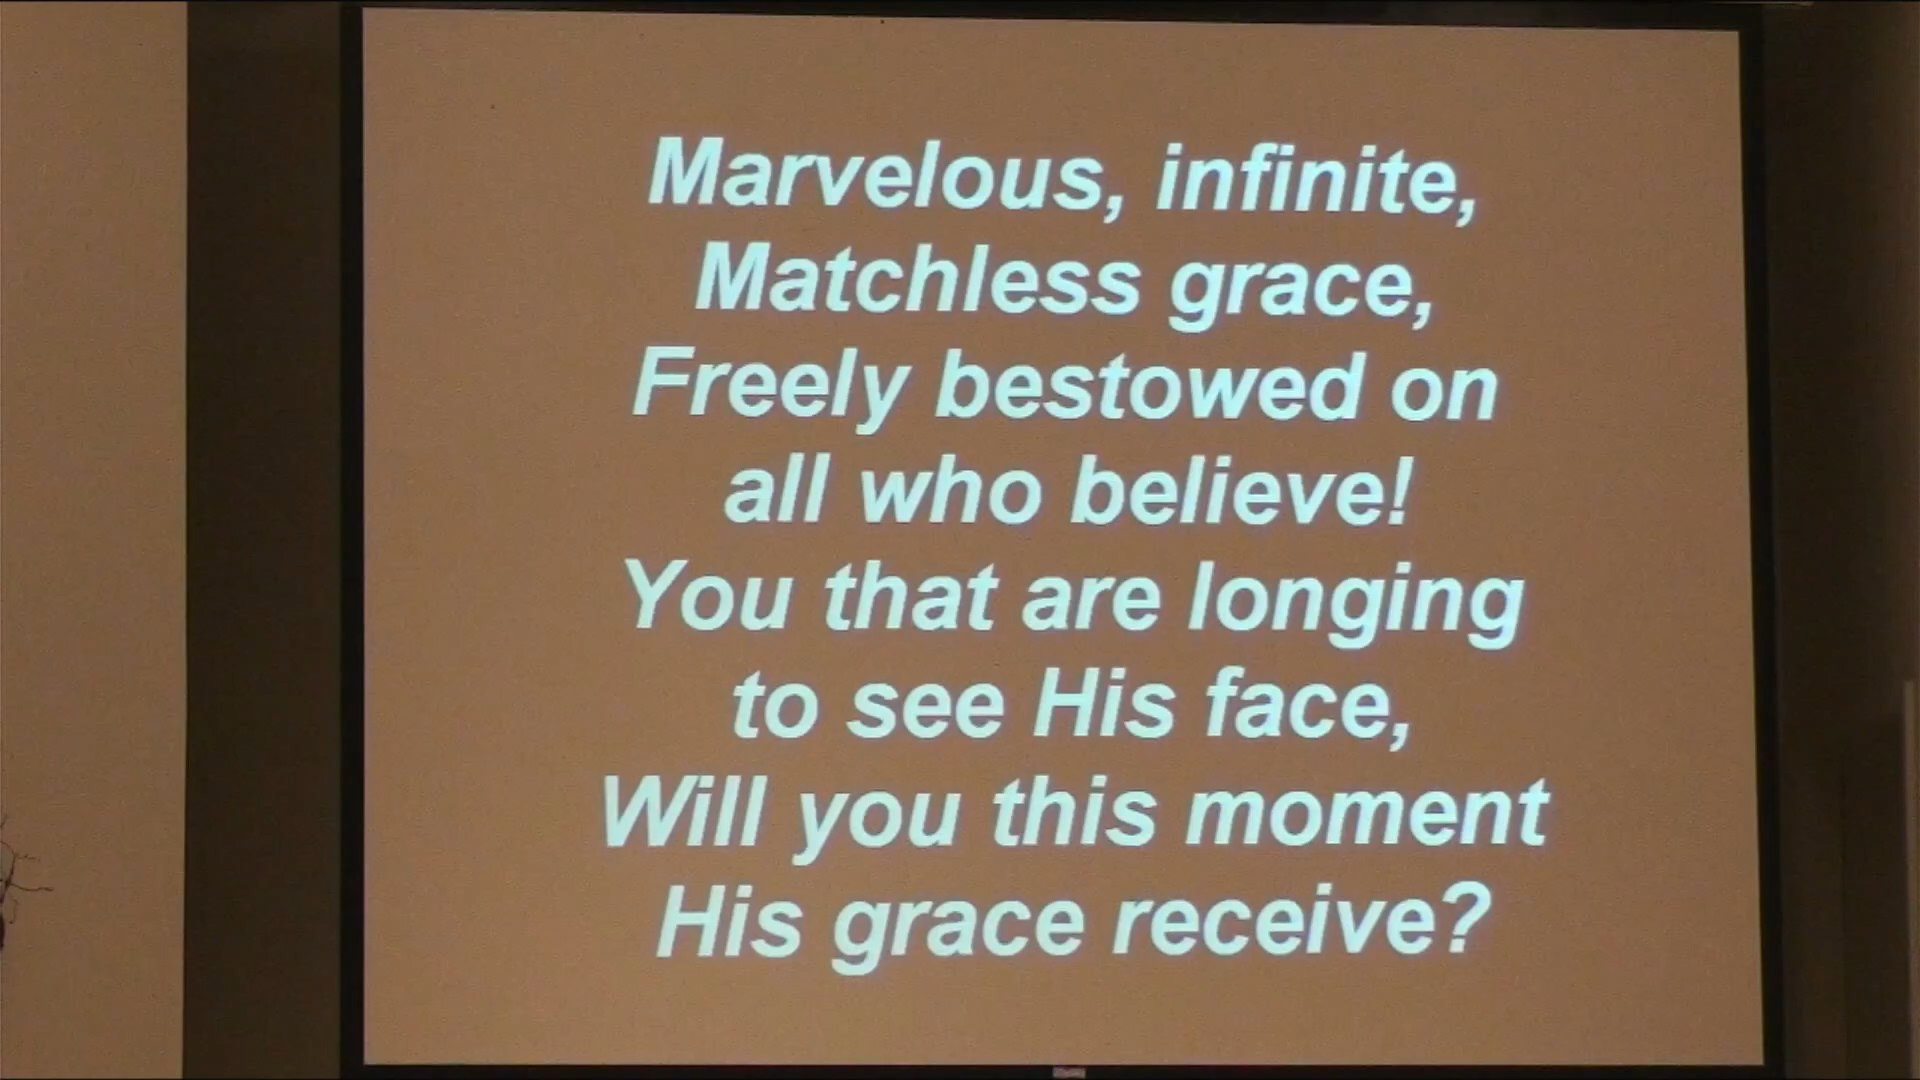 Marvelous, infinite,
Matchless grace,
Freely bestowed on
all who believe!
You that are longing
to see His face,
Will you this moment
His grace receive?